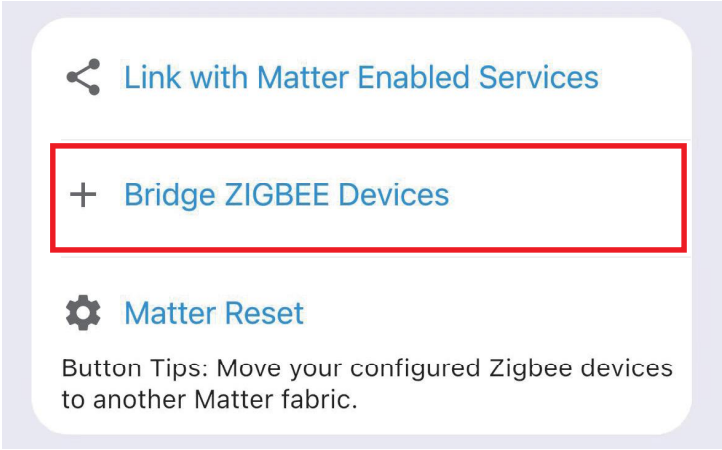 Link with Matter Enabled Services
Bridge ZIGBEE Devices
Matter Reset
Button Tips: Move your configured Zigbee devices
to another Matter fabric.